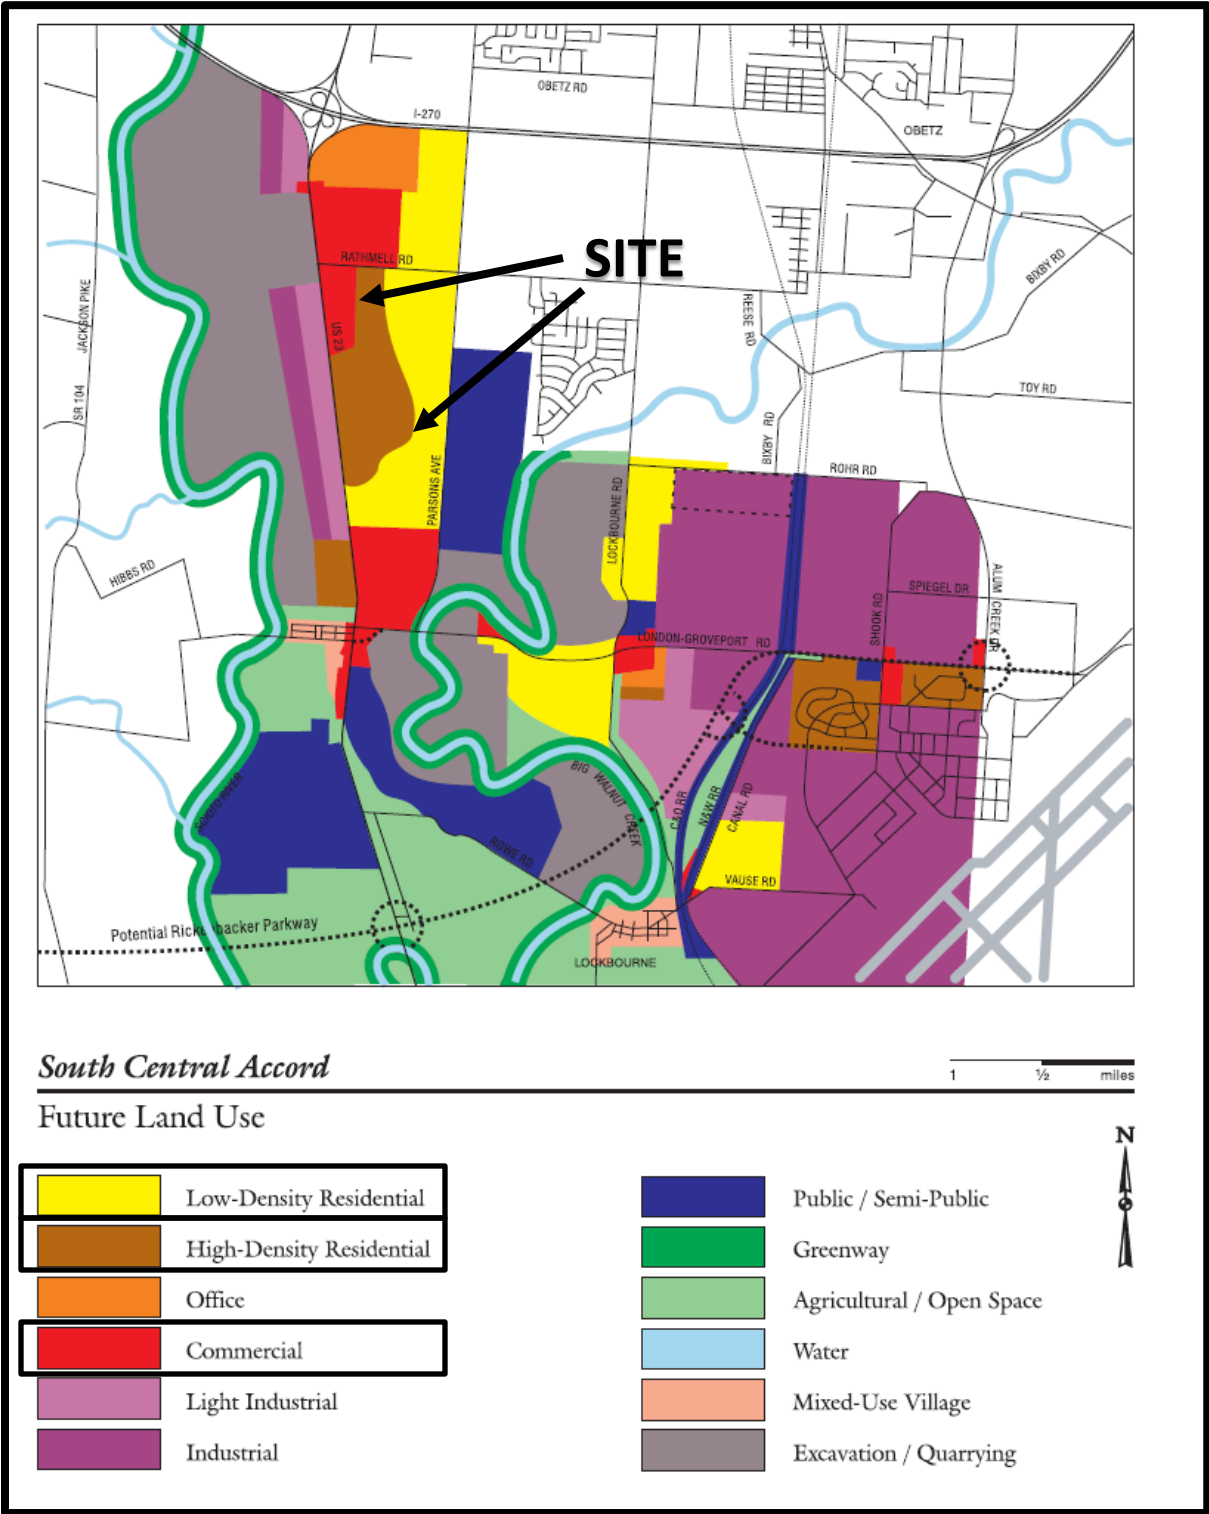 OBETZ RD
I-270
OBETZ
SITE
RATHMELL RD
BIXBY RD
JACKSON PIKE
REESE RD
US 23
TOY RD
SR 104
BIXBY RD
PARSONS AVE
ROHR RD
LOCKBOURNE RD
HIBBS RD
SPIEGEL DR
ALUM CREEK DR
SHOOK RD
LONDON-GROVEPORT RD
BIG WALNUT CREEK
SCIOTO RIVER
C&O RR
N&W RR
CANAL RD
ROWE RD
VAUSE RD
Potential Rickenbacker Parkway
LOCKBOURNE
South Central Accord
1 ½ miles
Future Land Use
N
Low-Density Residential
High-Density Residential
Office
Commercial
Light Industrial
Industrial
Public / Semi-Public
Greenway
Agricultural / Open Space
Water
Mixed-Use Village
Excavation / Quarrying